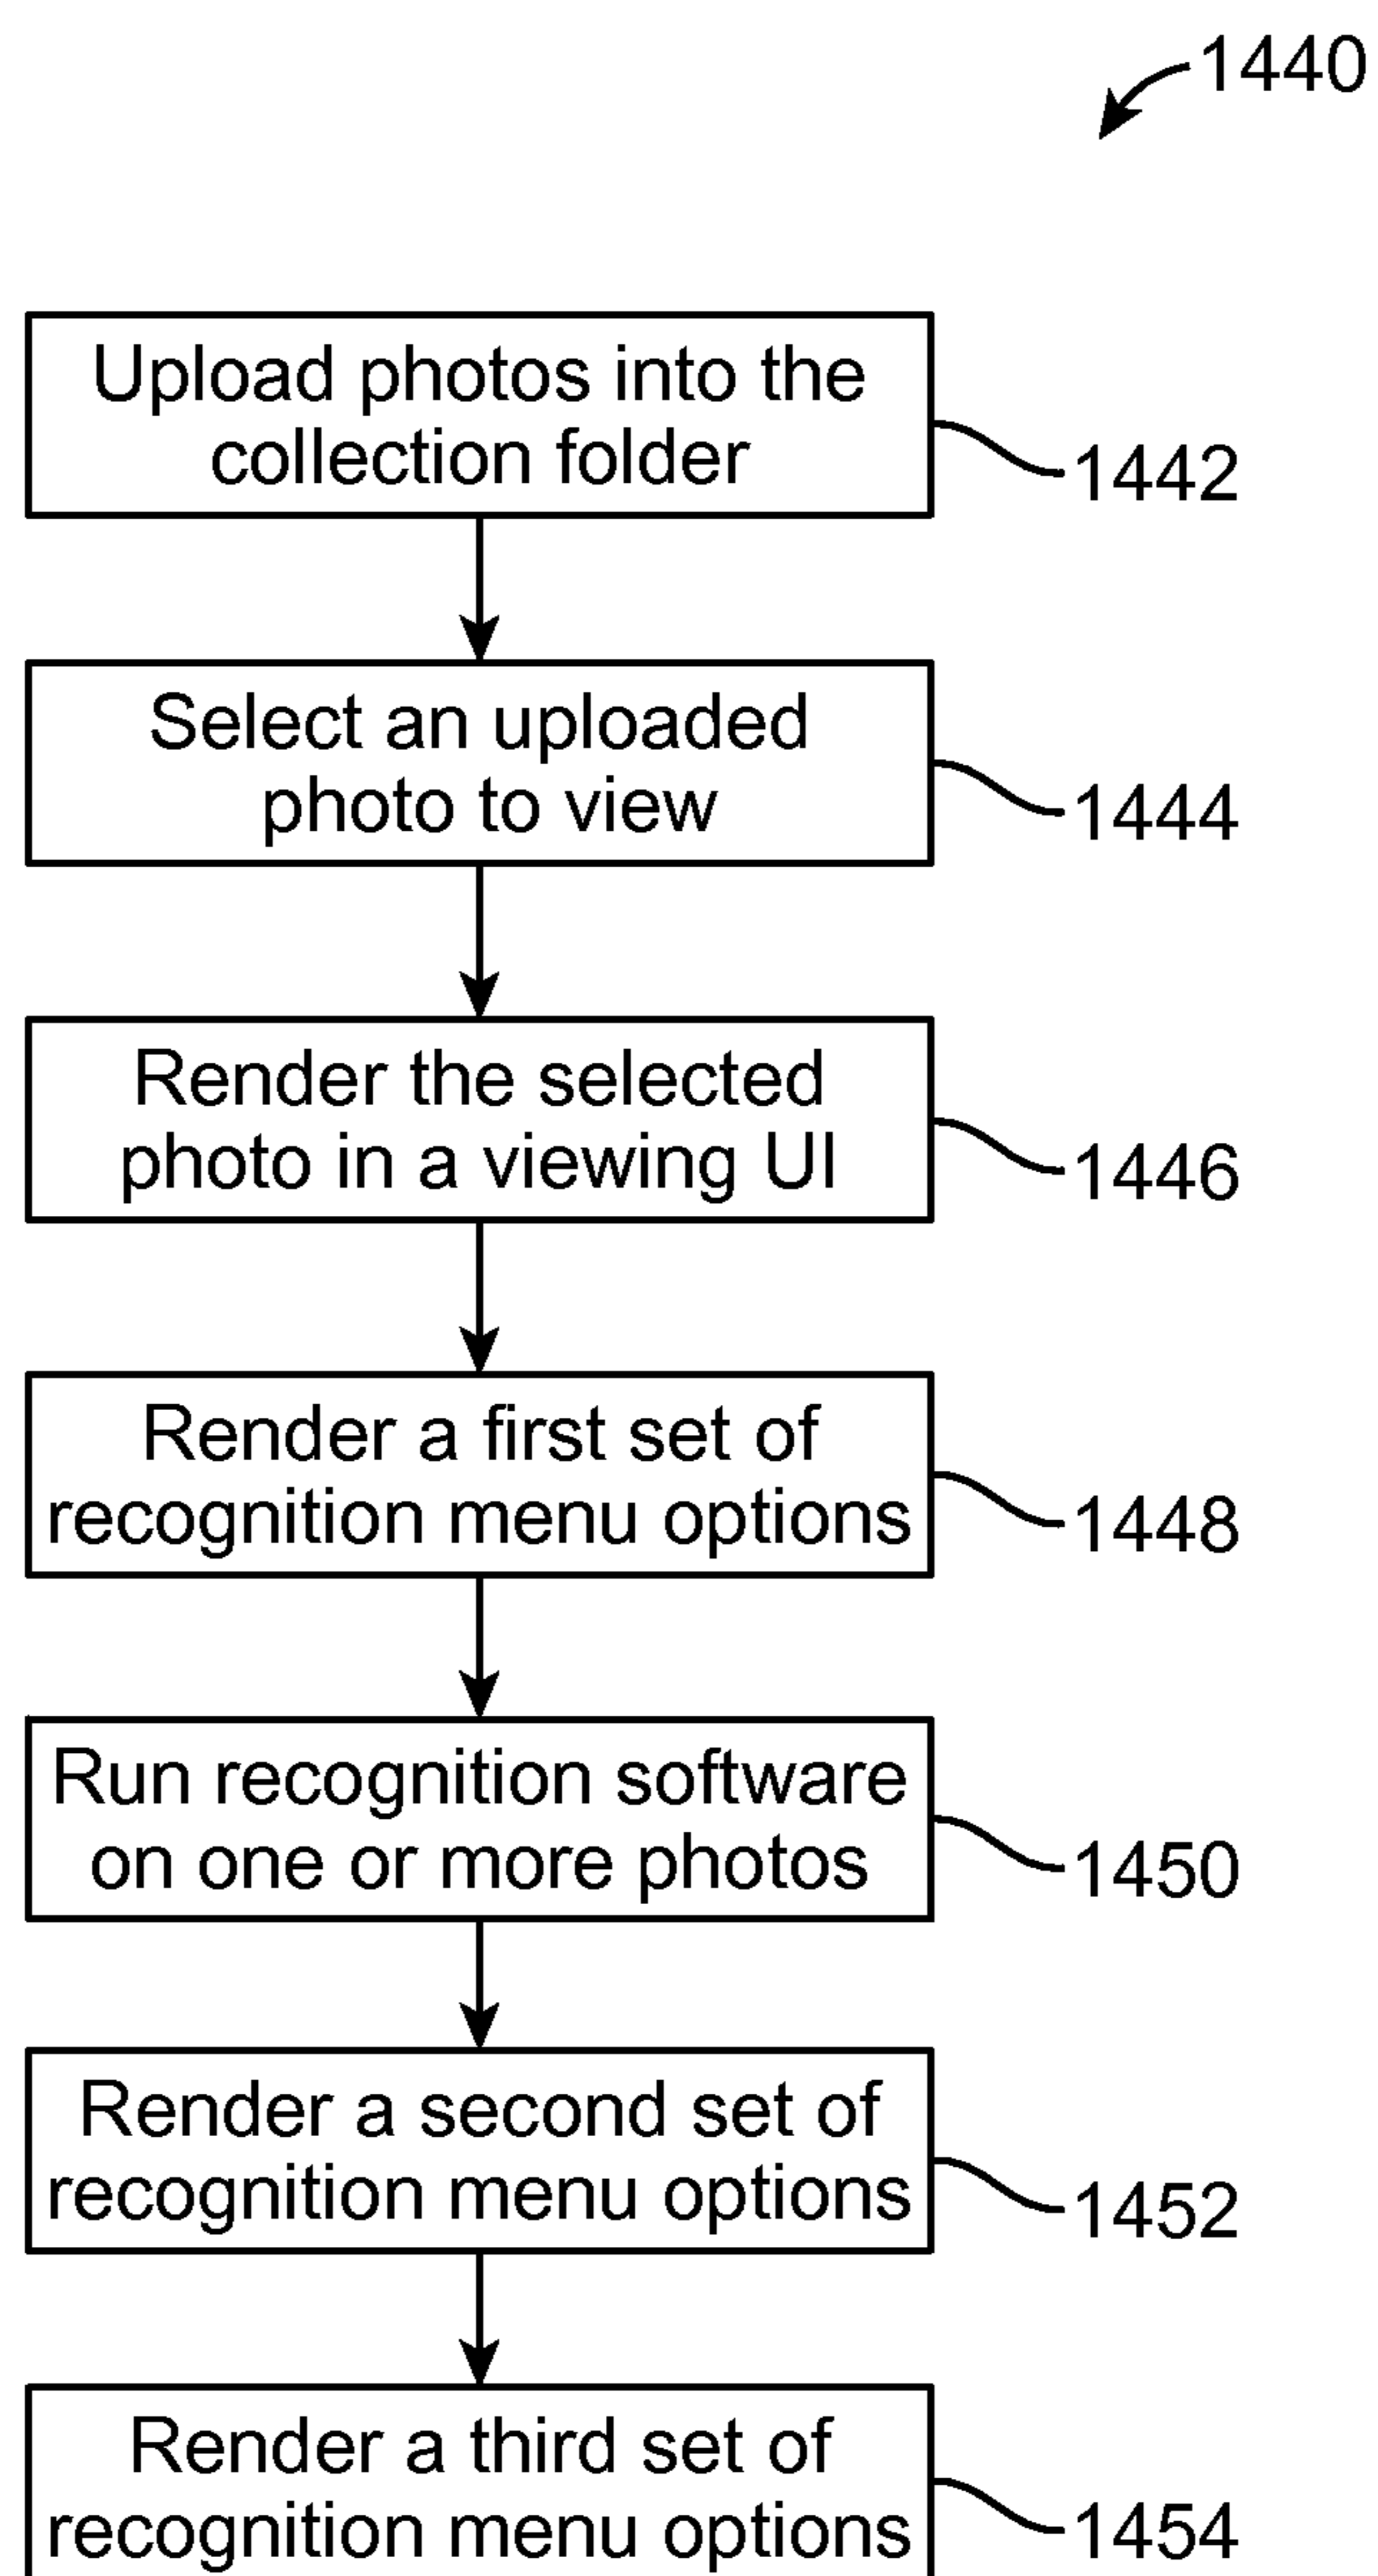 1440
Upload photos into the
collection folder
1442
Select an uploaded
photo to view
1444
Render the selected
photo in a viewing UI
1446
Render a first set of
recognition menu options
1448
Run recognition software
on one or more photos
1450
Render a second set of
recognition menu options
1452
Render a third set of
recognition menu options
1454